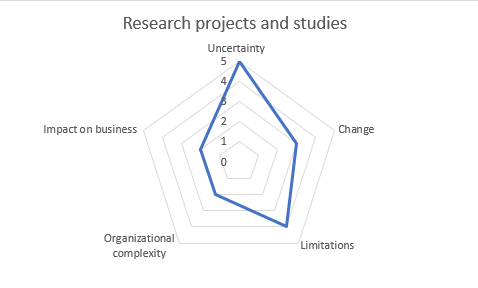 Research projects and studies
Uncertainty
5
4
3
2
1
0
Impact on business
Change
Organizational
complexity
Limitations